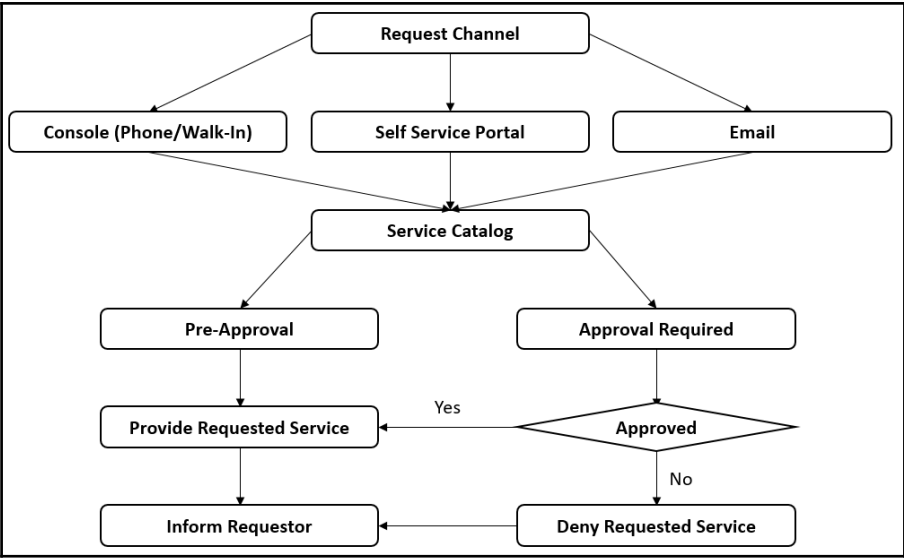 Request Channel
Console (Phone/Walk-In)
Self Service Portal
Email
Service Catalog
Pre-Approval
Approval Required
Yes
Provide Requested Service
Approved
No
Inform Requestor
Deny Requested Service